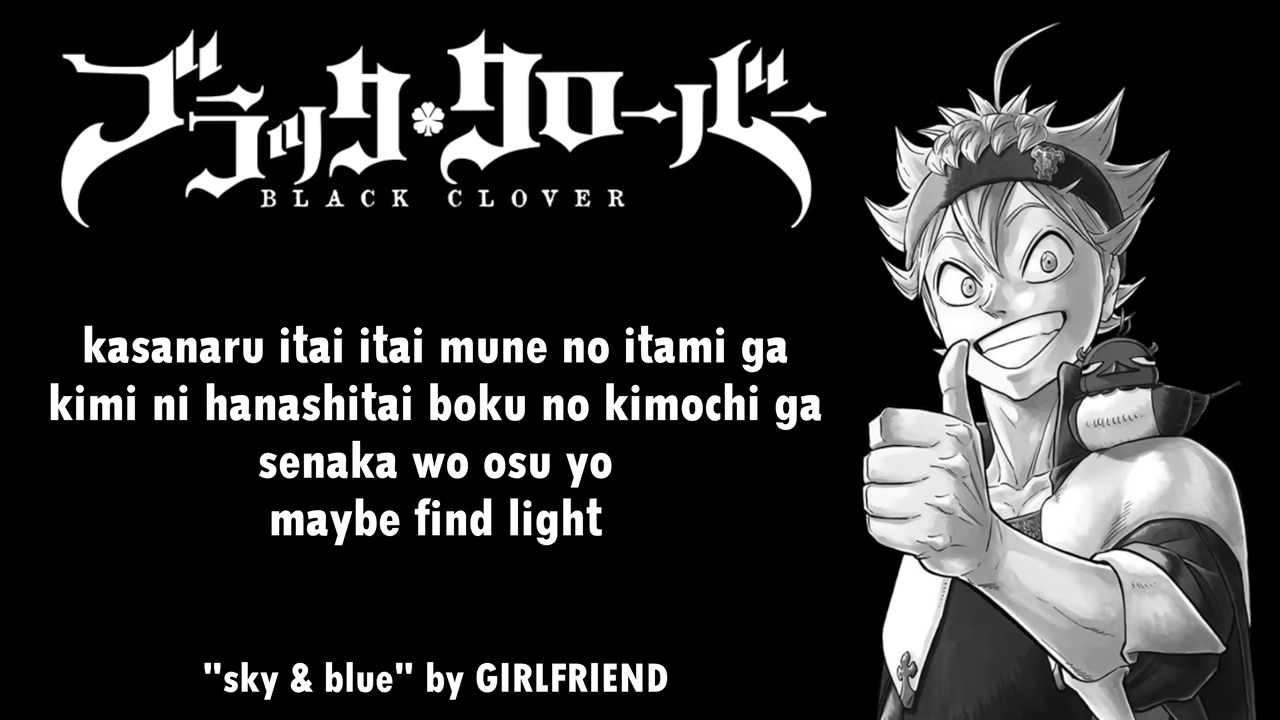 ブラック・クローバー
BLACK CLOVER
kasanaru itai itai mune no itami ga
kimi ni hanashitai boku no kimochi ga
senaka wo osu yo
maybe find light
"sky & blue" by GIRLFRIEND